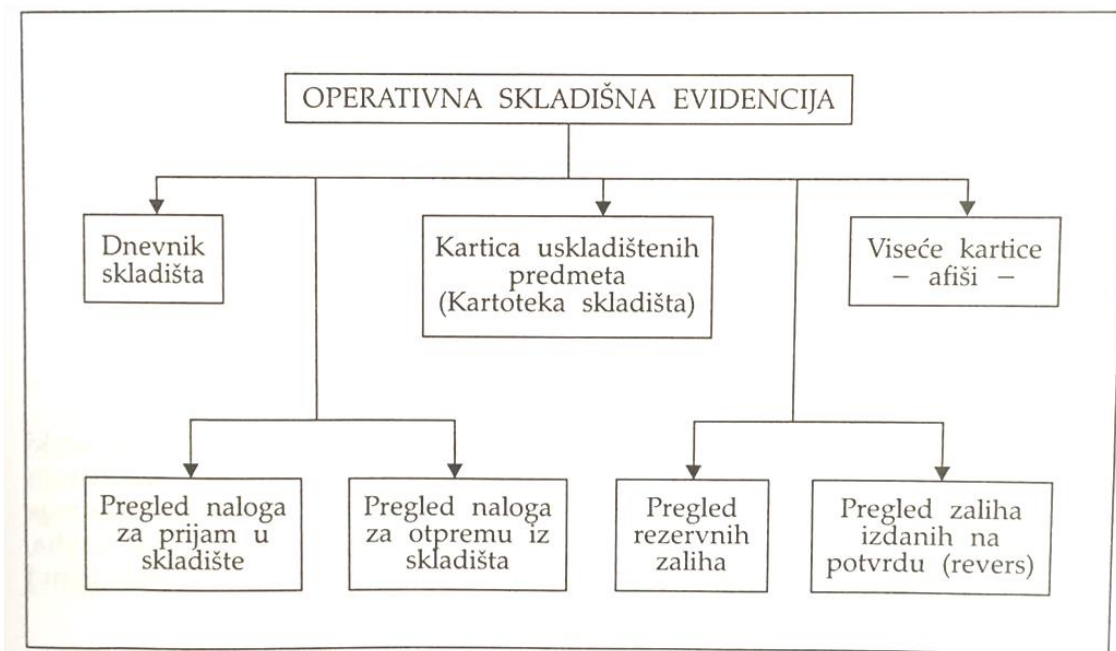 OPERATIVNA SKLADIŠNA EVIDENCIJA
Dnevnik
skladišta
Kartica uskladištenih
predmeta
(Kartoteka skladišta)
Viseće kartice
– afiši –
Pregled naloga
za prijam u
skladište
Pregled naloga
za otpremu iz
skladišta
Pregled
rezervnih
zaliha
Pregled zaliha
izdanih na
potvrdu (revers)